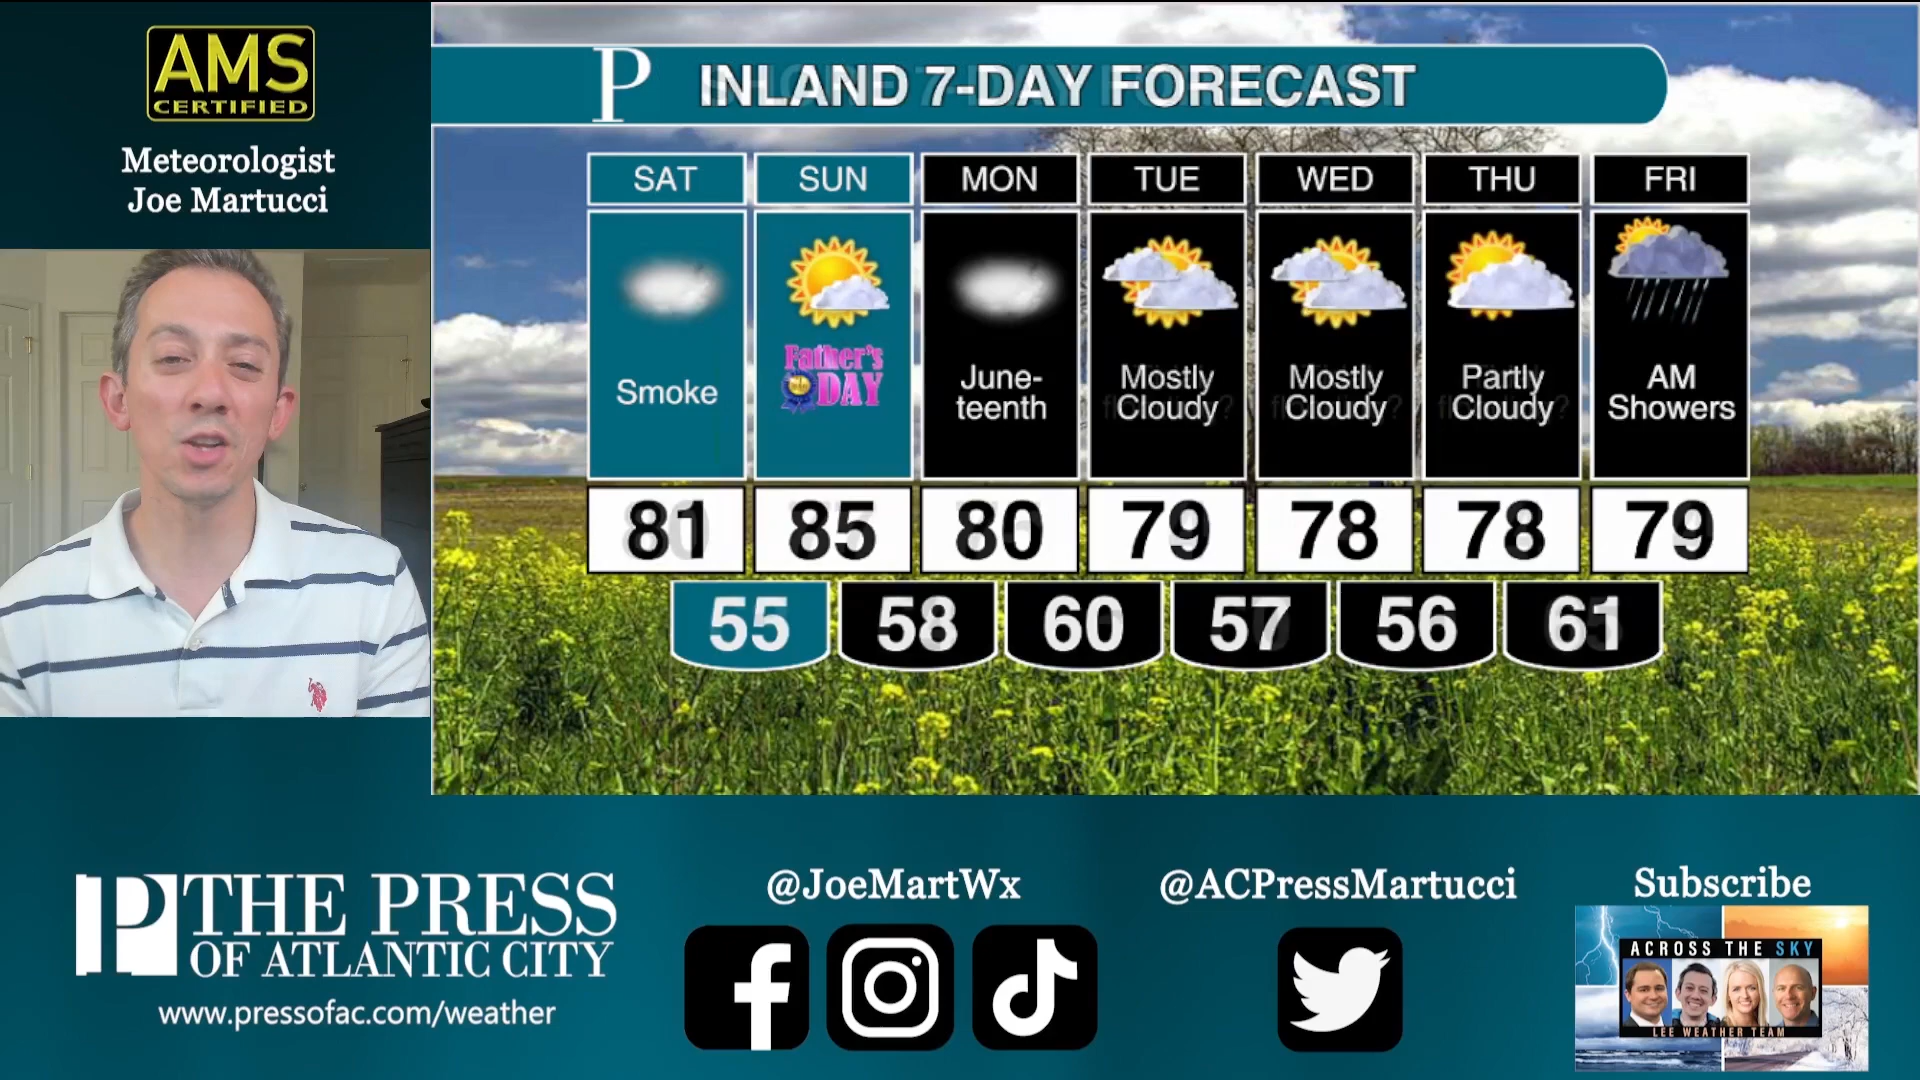 AMS
CERTIFIED
Meteorologist
Joe Martucci
P INLAND 7-DAY FORECAST
SAT SUN MON TUE WED THU FRI
Smoke
Father's
DAY
June-
teenth
Mostly
Cloudy
Mostly
Cloudy
Partly
Cloudy
AM
Showers
81 85 80 79 78 78 79
55 58 60 57 56 61
P THE PRESS
OF ATLANTIC CITY
www.pressofac.com/weather
@JoeMartWx
@ACPressMartucci
Subscribe
ACROSS THE SKY
LEE WEATHER TEAM